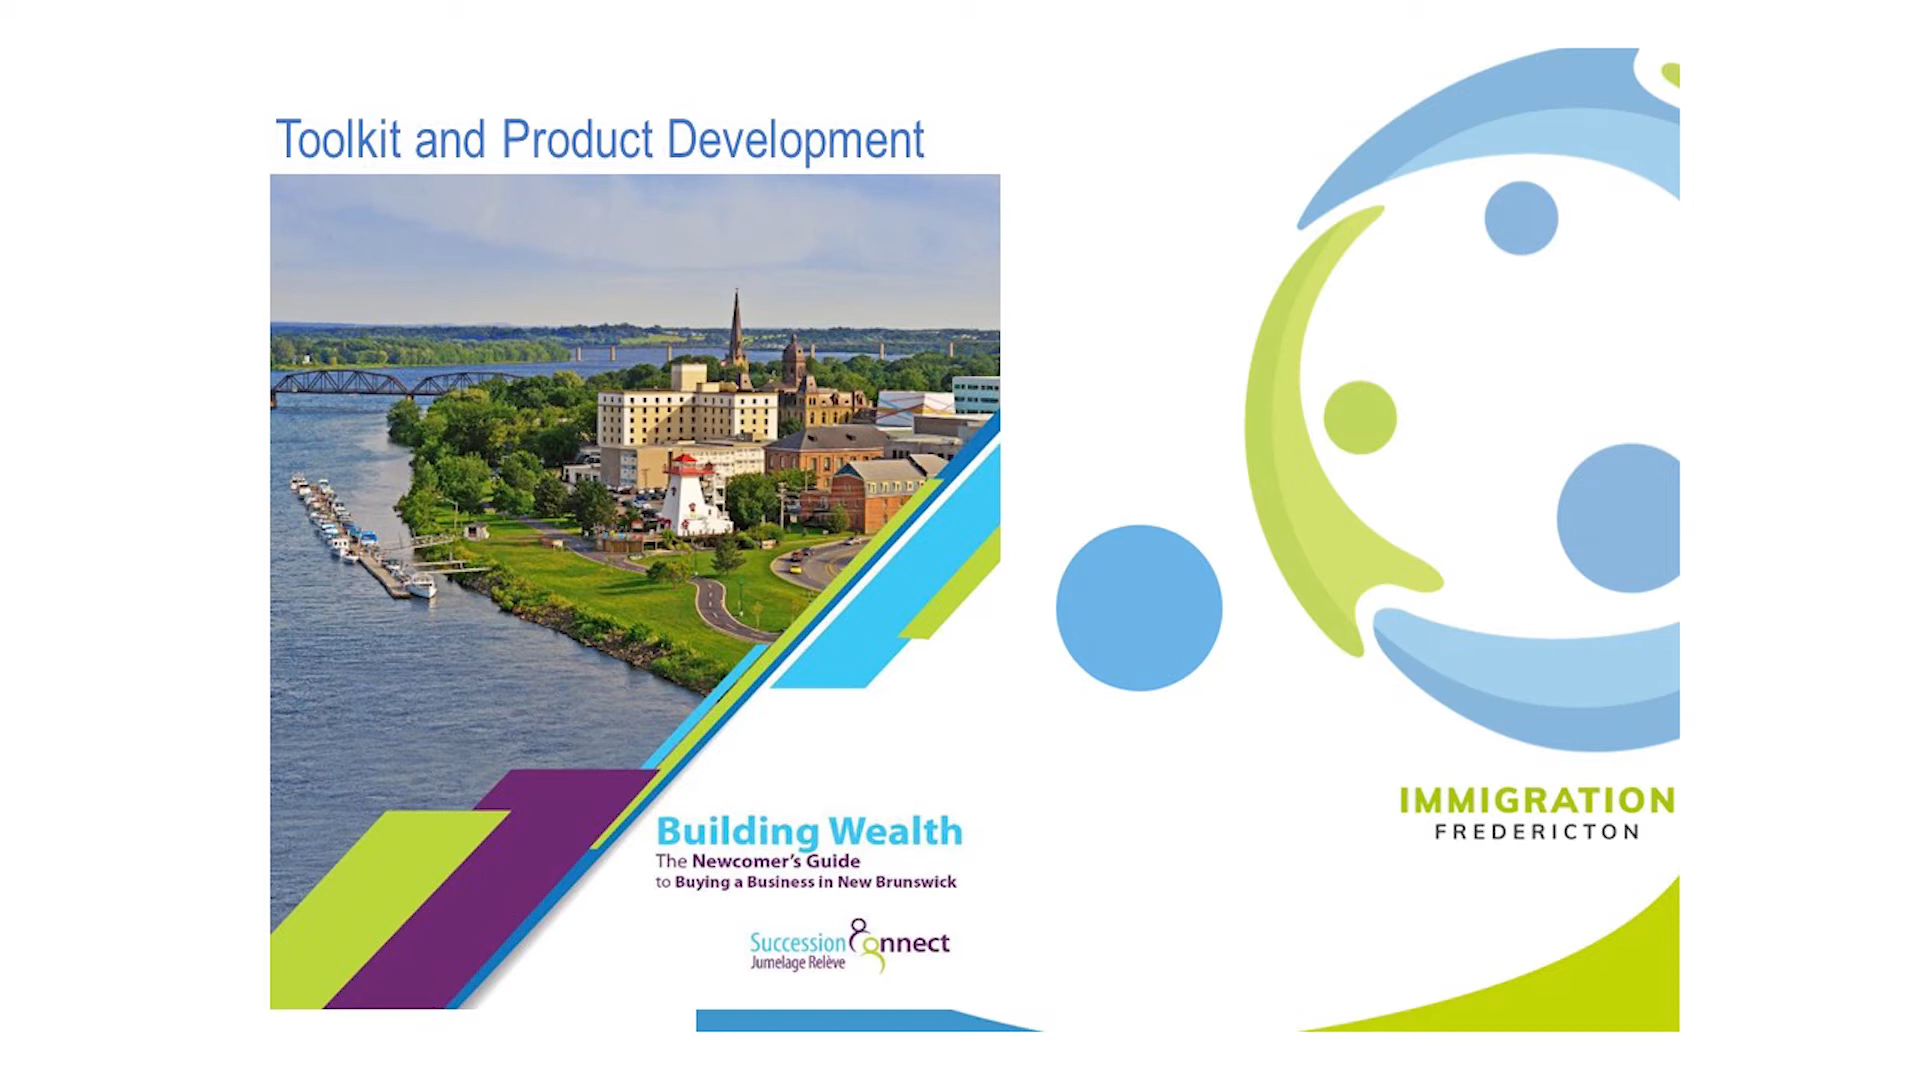 Toolkit and Product Development
Building Wealth
The Newcomer's Guide
to Buying a Business in New Brunswick
Succession Connect
Jumelage Relève
IMMIGRATION
FREDERICTON